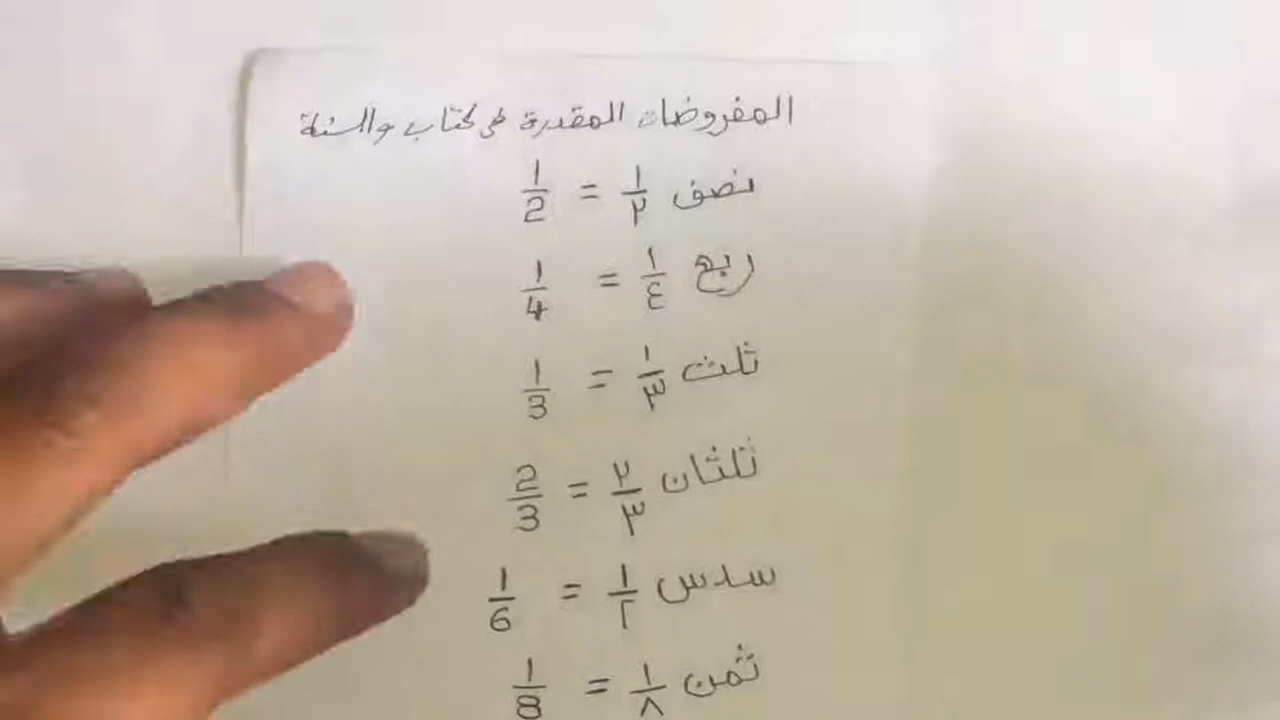 المفروضات المقدرة في لكتاب والسنة
نصف ١/٢ = 1/2
ربع ١/٤ = 1/4
ثلث ١/٣ = 1/3
ثلثان ٢/٣ = 2/3
سدس ١/٦ = 1/6
ثمن ١/٨ = 1/8